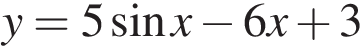 y = 5 sin x − 6x + 3